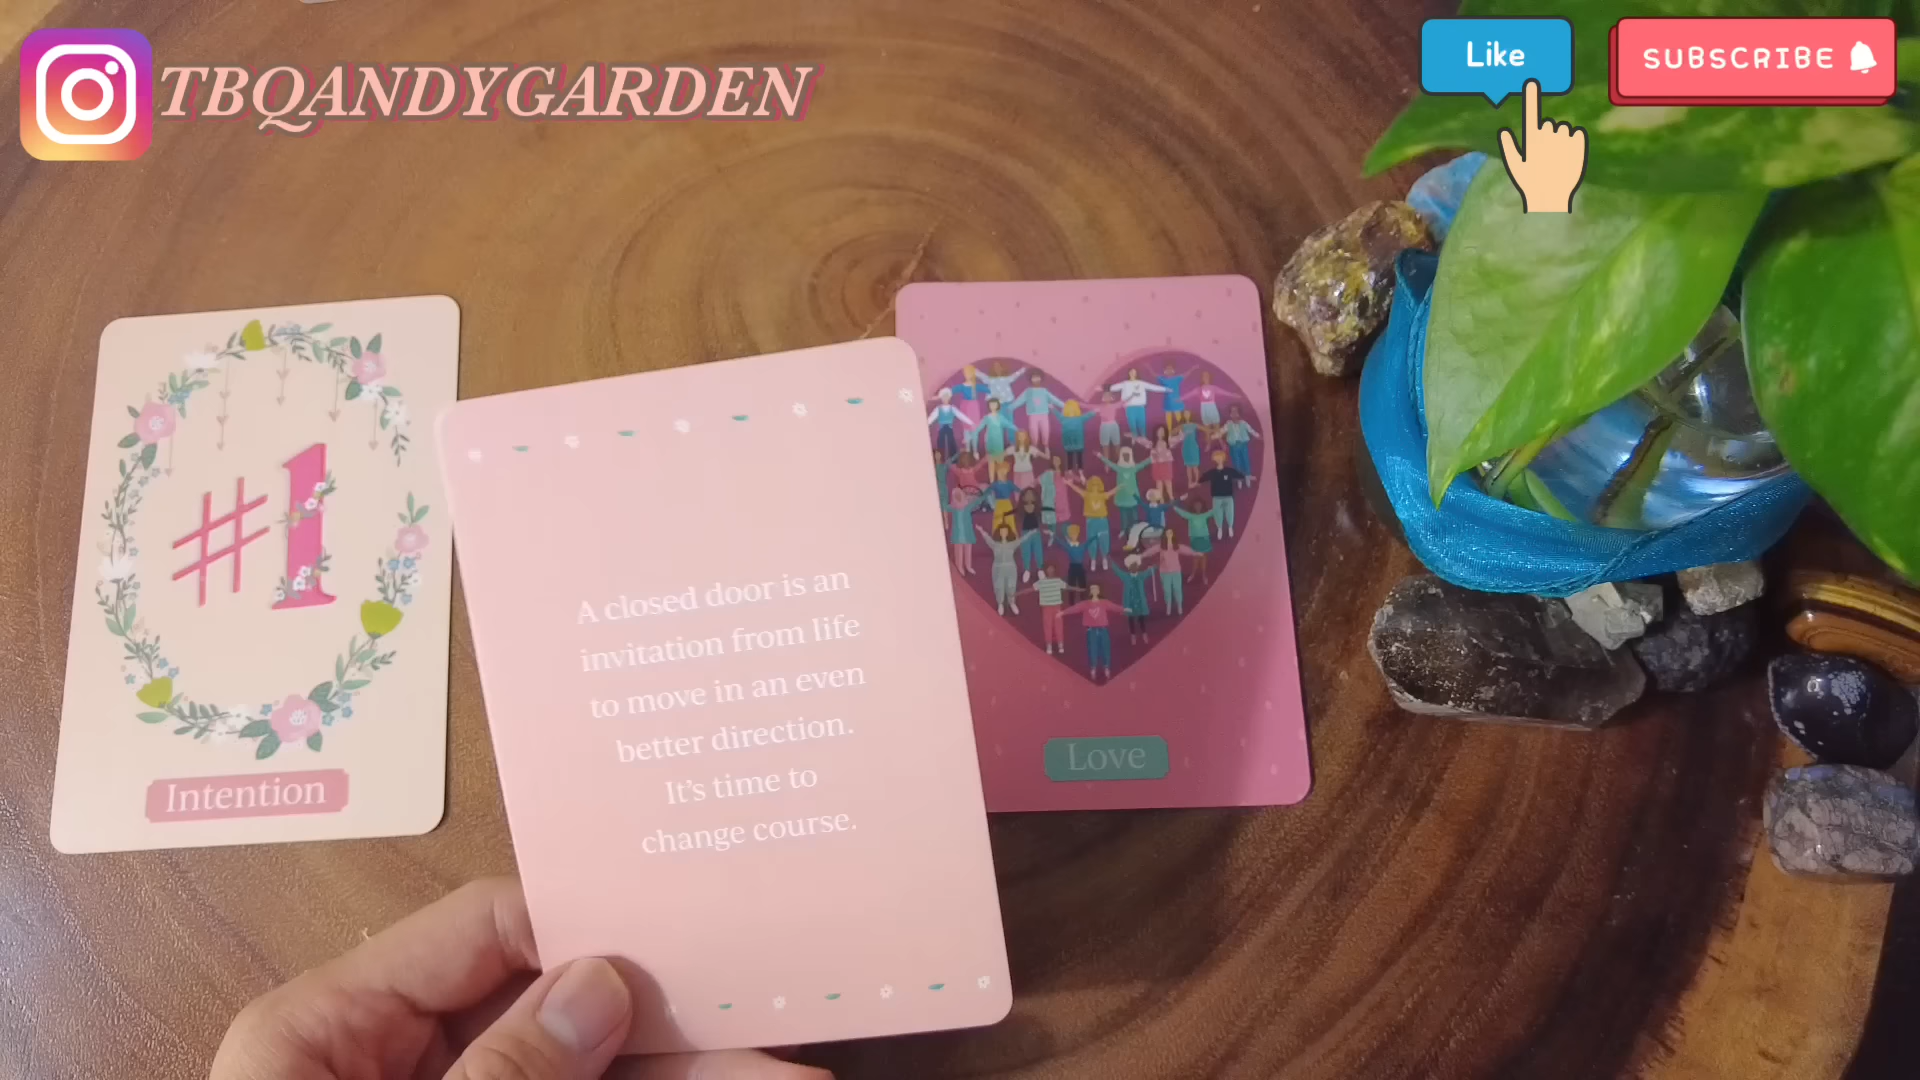 TBQANDYGARDEN
Like
SUBSCRIBE
#1
Intention
A closed door is an
invitation from life
to move in an even
better direction.
It's time to
change course.
Love